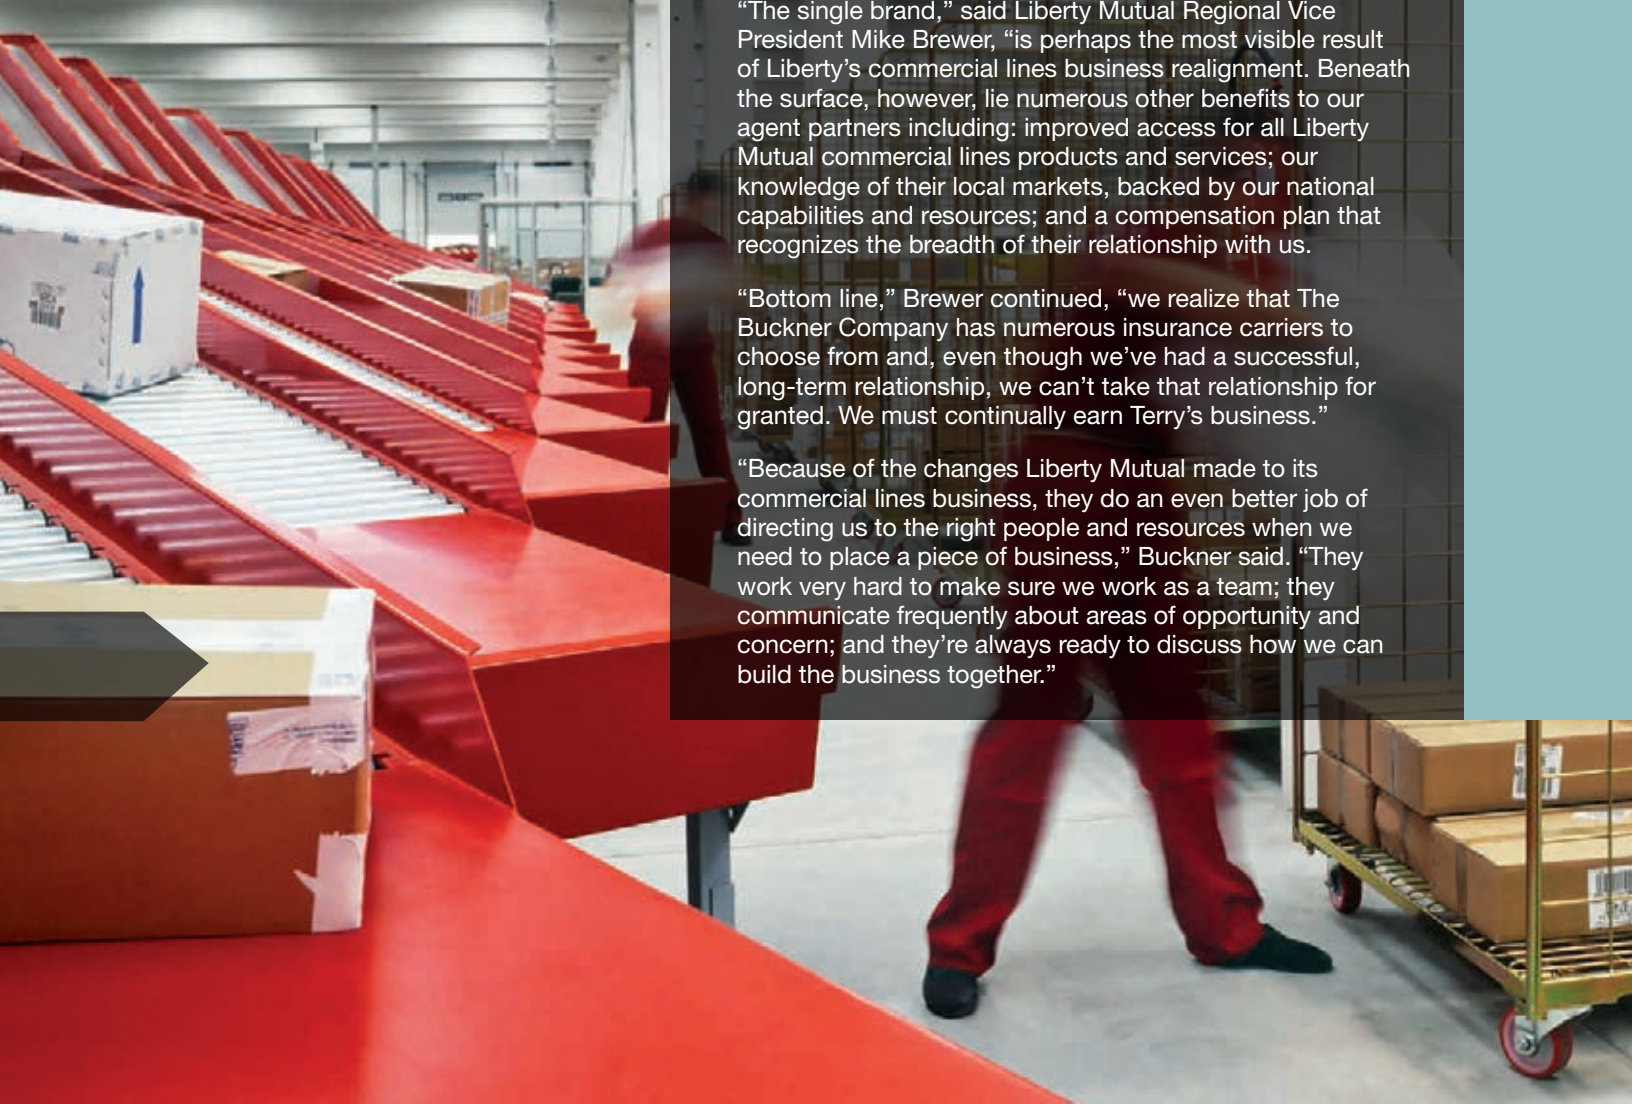 “The single brand,” said Liberty Mutual Regional Vice
President Mike Brewer, “is perhaps the most visible result
of Liberty’s commercial lines business realignment. Beneath
the surface, however, lie numerous other benefits to our
agent partners including: improved access for all Liberty
Mutual commercial lines products and services; our
knowledge of their local markets, backed by our national
capabilities and resources; and a compensation plan that
recognizes the breadth of their relationship with us.
“Bottom line,” Brewer continued, “we realize that The
Buckner Company has numerous insurance carriers to
choose from and, even though we’ve had a successful,
long-term relationship, we can’t take that relationship for
granted. We must continually earn Terry’s business.”
“Because of the changes Liberty Mutual made to its
commercial lines business, they do an even better job of
directing us to the right people and resources when we
need to place a piece of business,” Buckner said. “They
work very hard to make sure we work as a team; they
communicate frequently about areas of opportunity and
concern; and they’re always ready to discuss how we can
build the business together.”